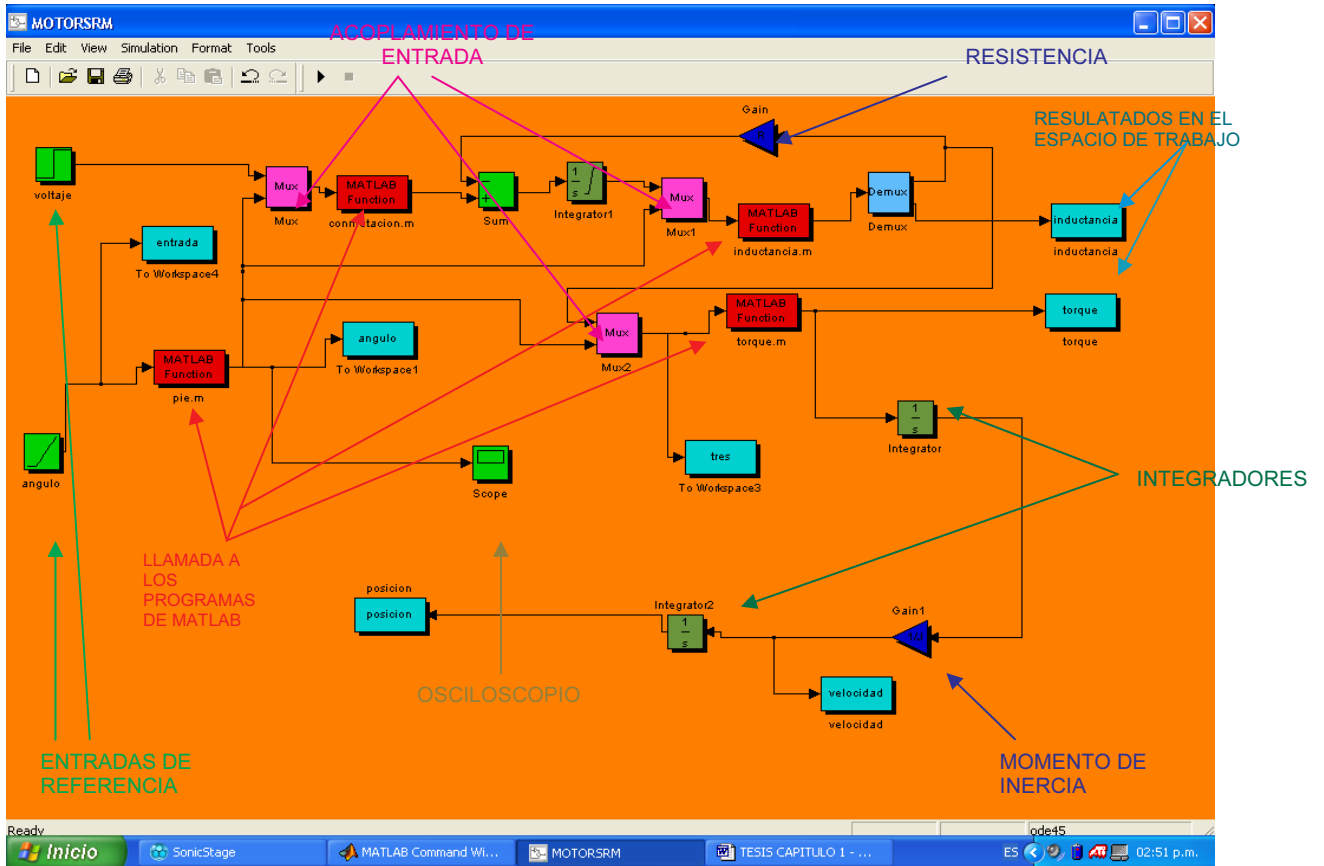 MOTORSRM
File Edit View Simulation Format Tools
ACOPLAMIENTO DE
ENTRADA
RESISTENCIA
RESULATADOS EN EL
ESPACIO DE TRABAJO
Gain
R
voltaje
Mux
Mux
MATLAB
Function
conmutacion.m
Sum
1
s
Integrator1
Mux
Mux1
MATLAB
Function
inductancia.m
Demux
Demux
inductancia
inductancia
entrada
To Workspace4
angulo
To Workspace1
Mux
Mux2
MATLAB
Function
torque.m
torque
torque
MATLAB
Function
pie.m
angulo
Scope
tres
To Workspace3
1
s
Integrator
INTEGRADORES
LLAMADA A
LOS
PROGRAMAS
DE MATLAB
posicion
posicion
Integrator2
1
s
Gain1
velocidad
velocidad
OSCILOSCOPIO
ENTRADAS DE
REFERENCIA
MOMENTO DE
INERCIA
Ready
ode45
Inicio
SonicStage
MATLAB Command Wi...
MOTORSRM
TESIS CAPITULO 1 - ...
ES
02:51 p.m.